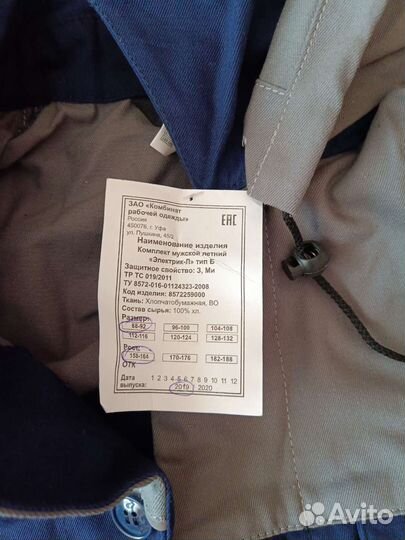 ЗАО «Комбинат
рабочей одежды»
Россия
450076, г. Уфа
ул. Пушкина, 45/2
EAC
Наименование изделия
Комплект мужской летний
«Электрик-Л» тип Б
Защитное свойство: З, Ми
ТР ТС 019/2011
ТУ 8572-016-01124323-2008
Код изделия: 8572259000
Ткань: Хлопчатобумажная, ВО
Состав сырья: 100% хл.
Размер:
88-92 96-100 104-108
112-116 120-124 128-132
Рост:
158-164 170-176 182-188
ОТК
Дата 1 2 3 4 5 6 7 8 9 10 11 12
выпуска: 2019 2020
Avito